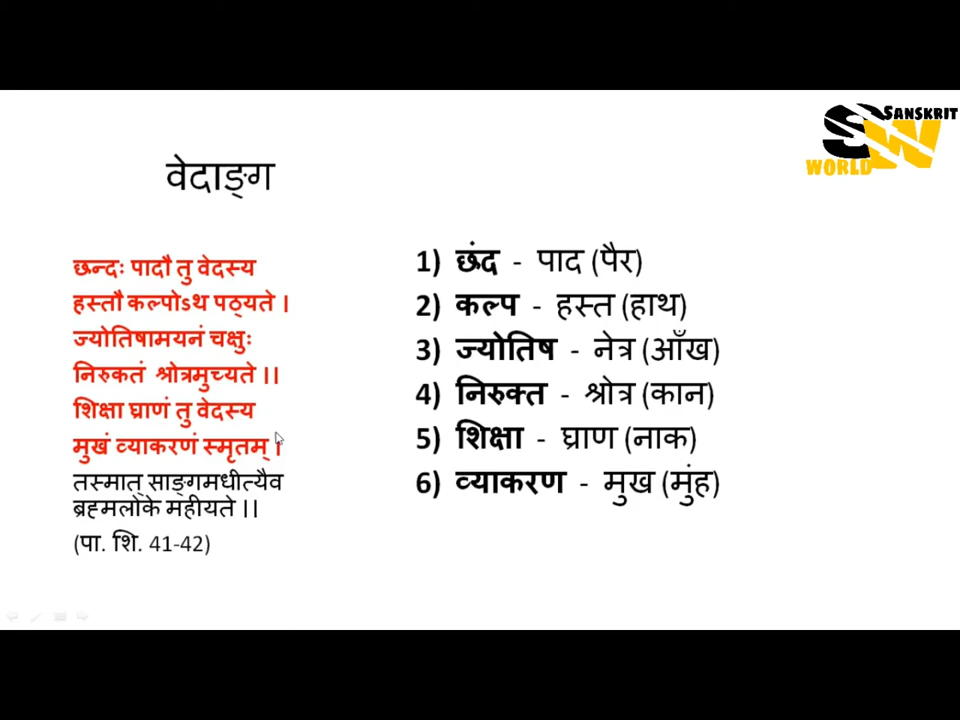 SANSKRIT
WORLD
वेदाङ्ग
छन्दः पादौ तु वेदस्य
हस्तौ कल्पोऽथ पठ्यते ।
ज्योतिषामयनं चक्षुः
निरुकतं श्रोत्रमुच्यते ।।
शिक्षा घ्राणं तु वेदस्य
मुखं व्याकरणं स्मृतम् ।
तस्मात् साङ्गमधीत्यैव
ब्रह्मलोके महीयते ।।
(पा. शि. 41-42)
1) छंद - पाद (पैर)
2) कल्प - हस्त (हाथ)
3) ज्योतिष - नेत्र (आँख)
4) निरुक्त - श्रोत्र (कान)
5) शिक्षा - घ्राण (नाक)
6) व्याकरण - मुख (मुंह)